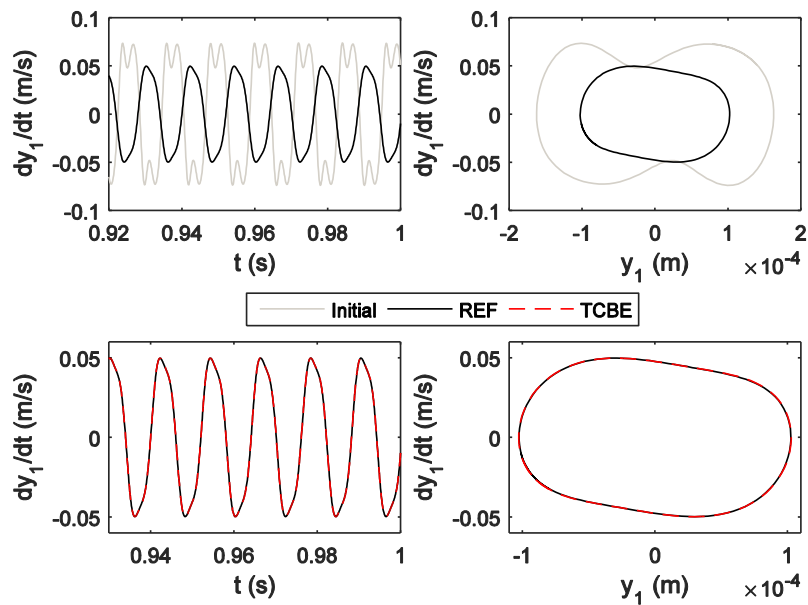 0.1
0.05
0
-0.05
-0.1
dy1/dt (m/s)
0.92 0.94 0.96 0.98 1
t (s)
0.1
0.05
0
-0.05
-0.1
dy1/dt (m/s)
-2 -1 0 1 2
y1 (m) ×10-4
Initial REF TCBE
0.05
0
-0.05
dy1/dt (m/s)
0.94 0.96 0.98 1
t (s)
0.05
0
-0.05
dy1/dt (m/s)
-1 0 1
y1 (m) ×10-4